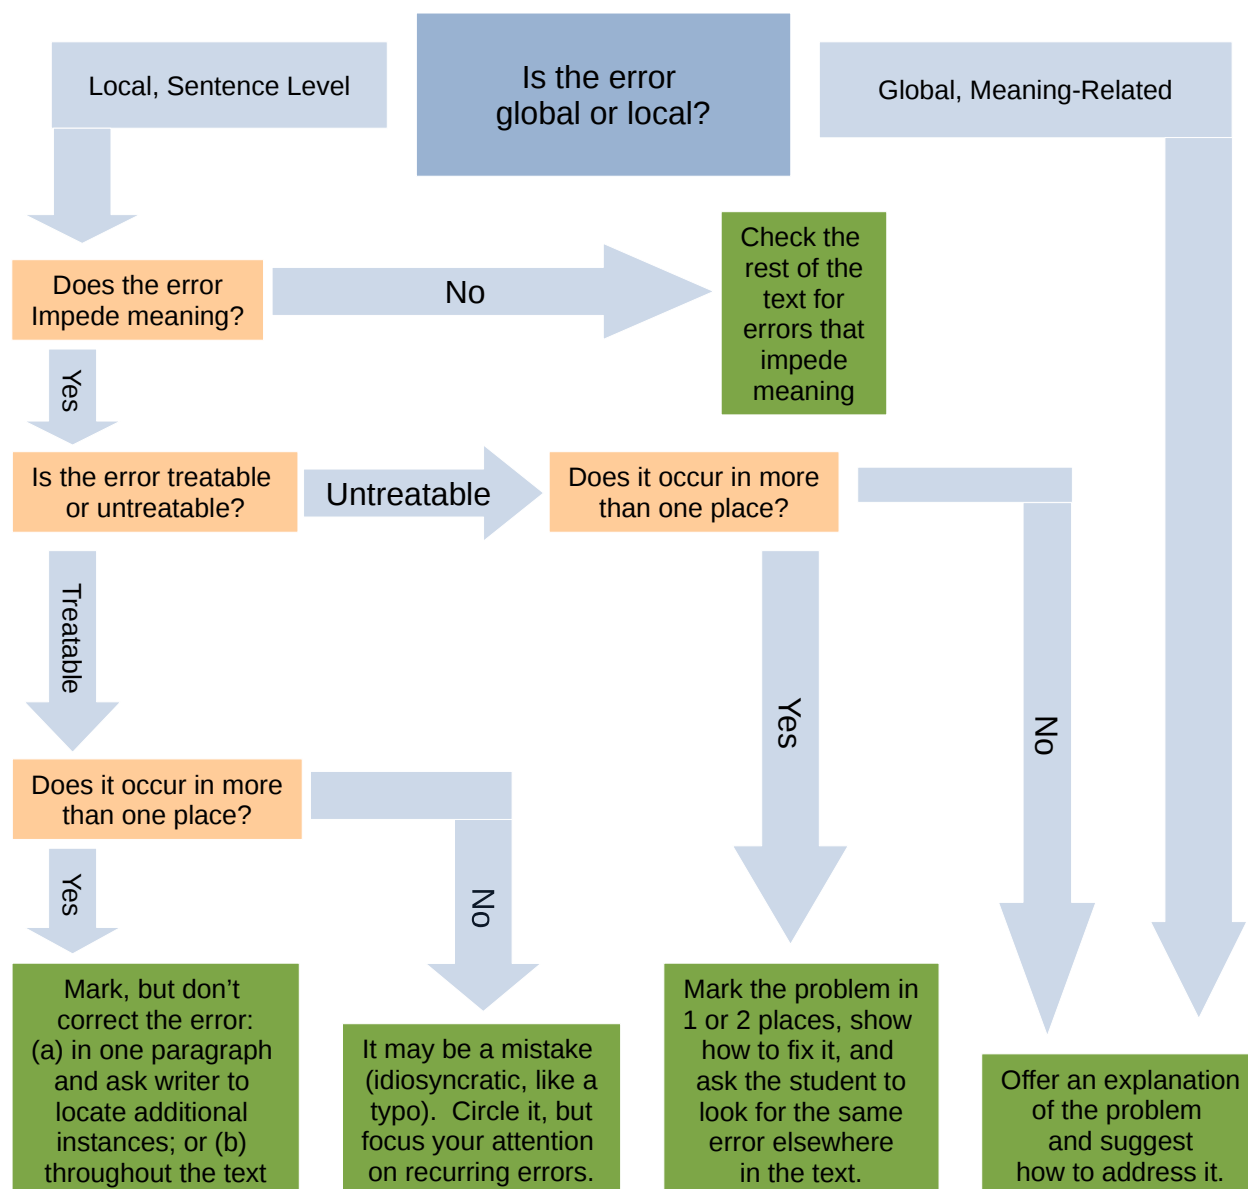 Local, Sentence Level
Is the error
global or local?
Global, Meaning-Related
Does the error
Impede meaning?
No
Check the
rest of the
text for
errors that
impede
meaning
Yes
Is the error treatable
or untreatable?
Untreatable
Does it occur in more
than one place?
Treatable
Yes
No
Does it occur in more
than one place?
Yes
No
Mark, but don’t
correct the error:
(a) in one paragraph
and ask writer to
locate additional
instances; or (b)
throughout the text
It may be a mistake
(idiosyncratic, like a
typo). Circle it, but
focus your attention
on recurring errors.
Mark the problem in
1 or 2 places, show
how to fix it, and
ask the student to
look for the same
error elsewhere
in the text.
Offer an explanation
of the problem
and suggest
how to address it.